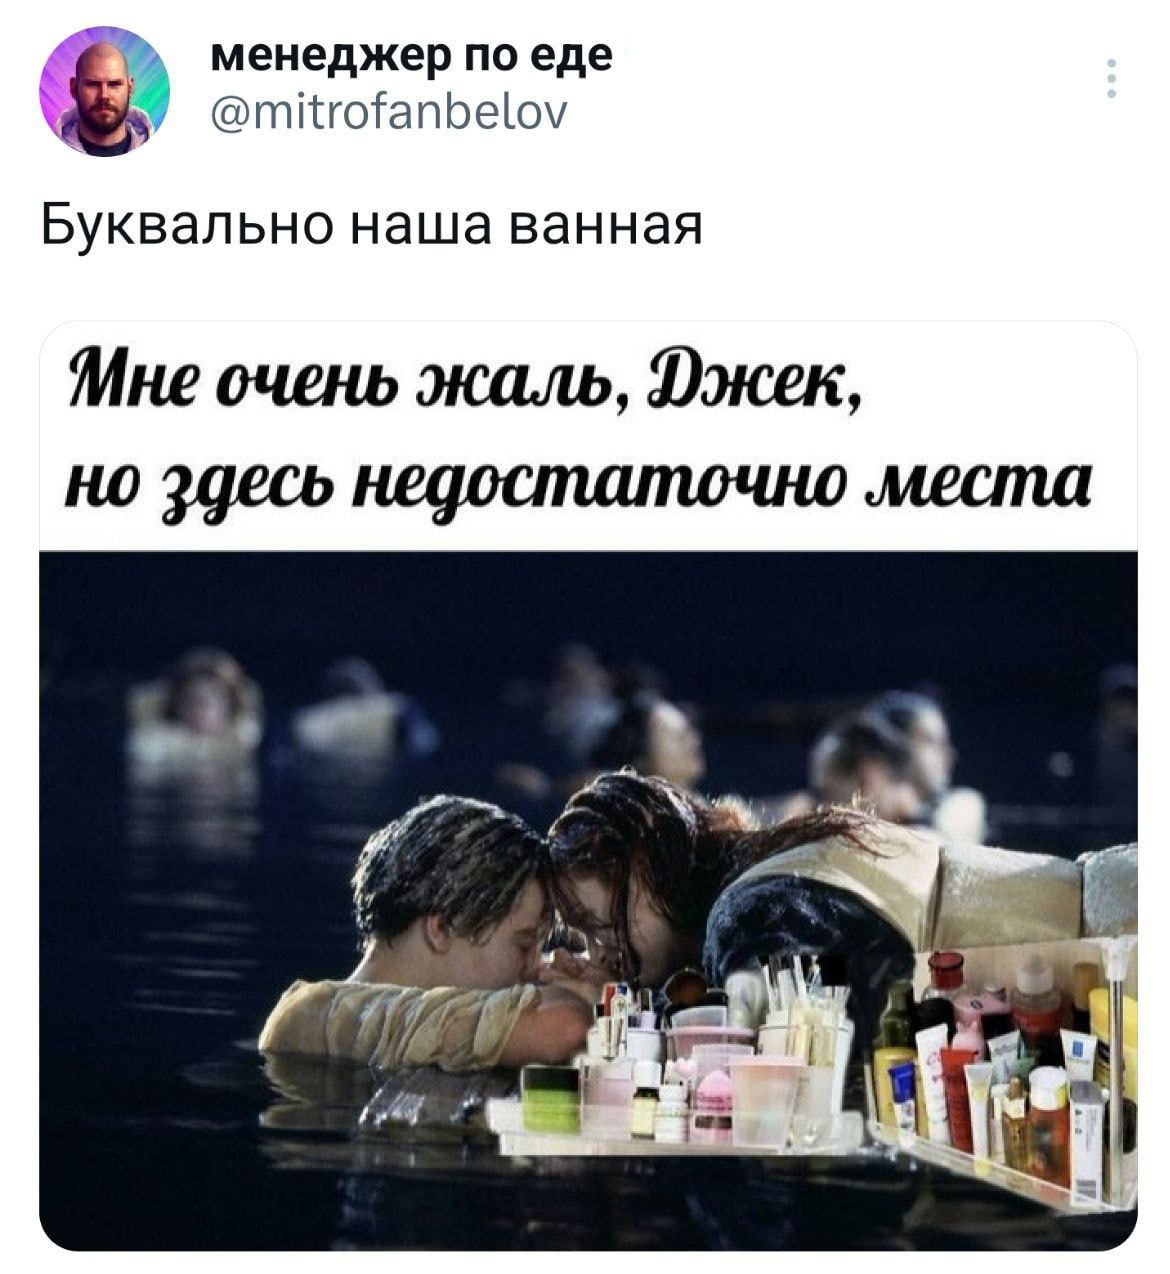 менеджер по еде
@mitrofanbelov
Буквально наша ванная
Мне очень жаль, Джек,
но здесь недостаточно места